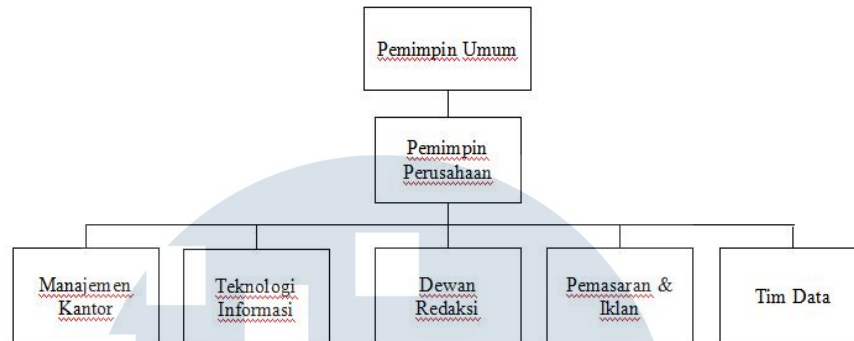 Pemimpin Umum
Pemimpin
Perusahaan
Manajemen
Kantor
Teknologi
Informasi
Dewan
Redaksi
Pemasaran &
Iklan
Tim Data